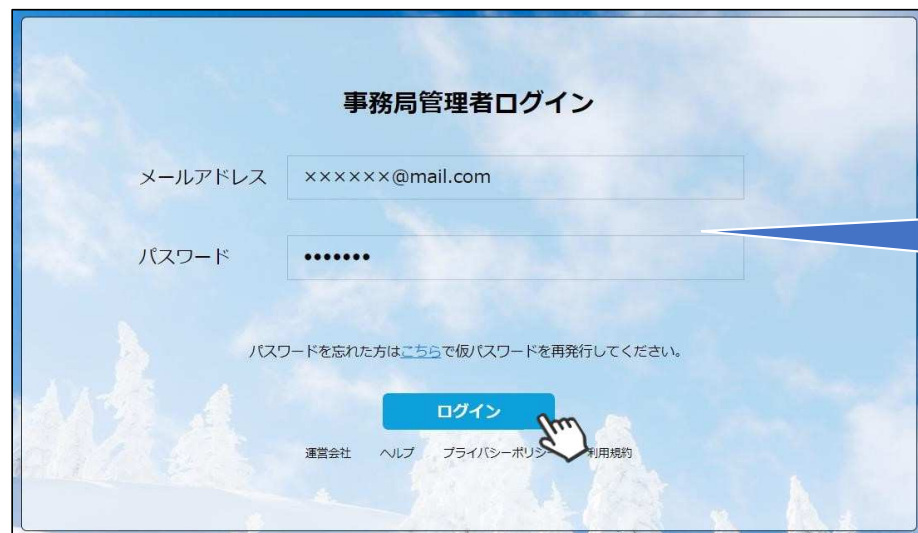 事務局管理者ログイン
メールアドレス ××××××@mail.com
パスワード •••••••
パスワードを忘れた方はこちらで仮パスワードを再発行してください。
ログイン
運営会社 ヘルプ プライバシーポリシー 利用規約